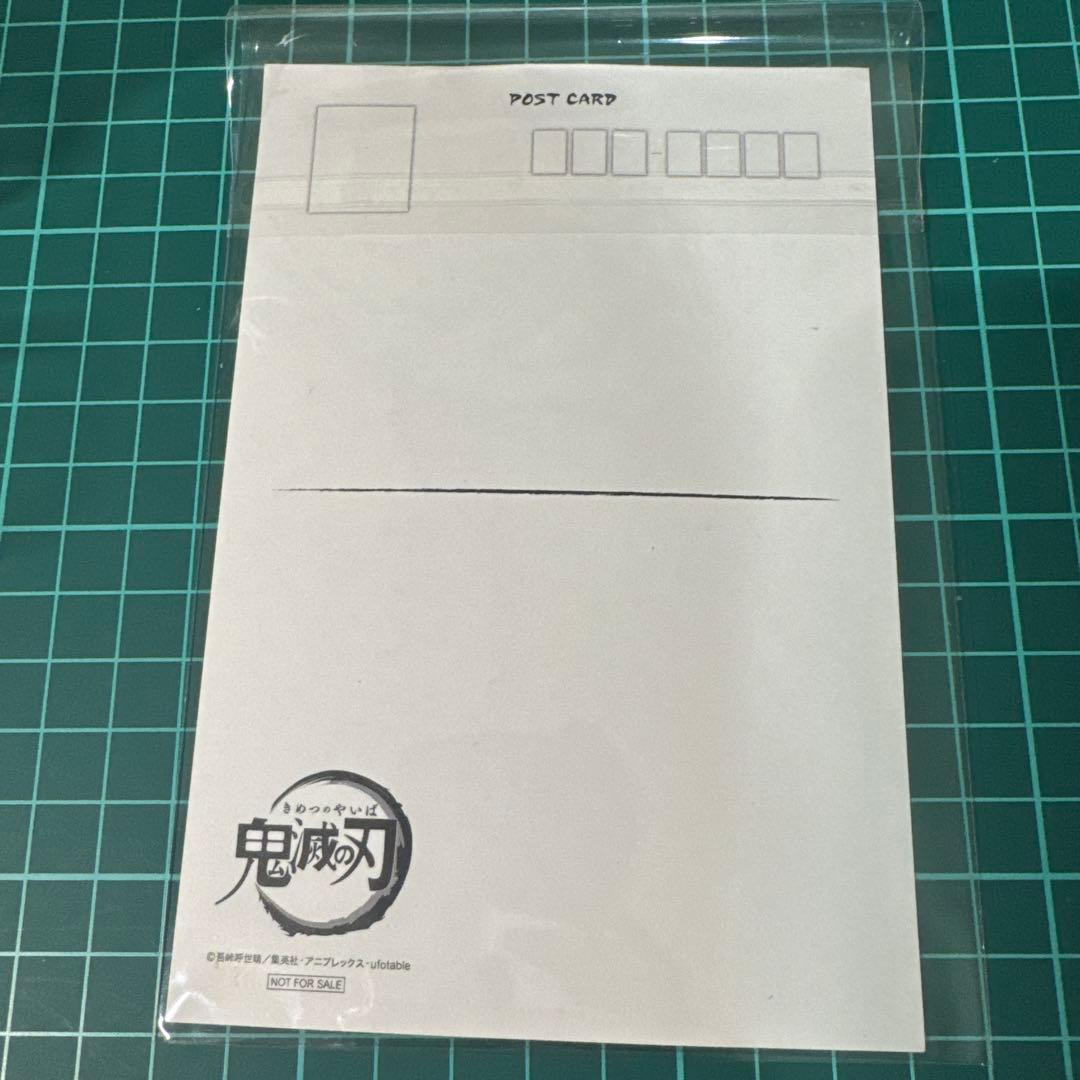 POST CARD
きめつのやいば
鬼滅の刃
©吾峠呼世晴／集英社・アニプレックス・ufotable
NOT FOR SALE